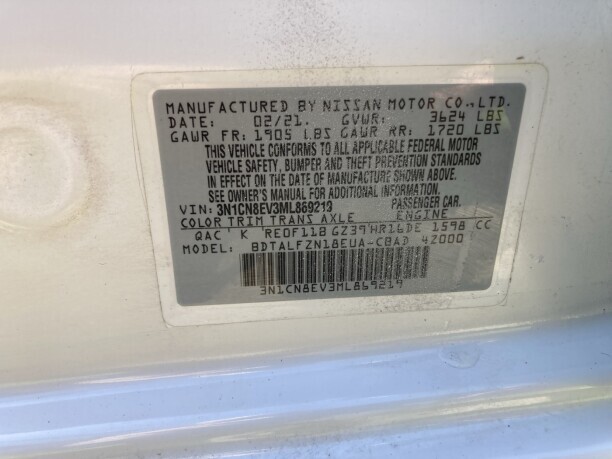 MANUFACTURED BY NISSAN MOTOR CO., LTD.
DATE: 02/21. GVWR: 3624 LBS
GAWR FR: 1905 LBS GAWR RR: 1720 LBS
THIS VEHICLE CONFORMS TO ALL APPLICABLE FEDERAL MOTOR
VEHICLE SAFETY, BUMPER AND THEFT PREVENTION STANDARDS
IN EFFECT ON THE DATE OF MANUFACTURE SHOWN ABOVE.
SEE OWNER'S MANUAL FOR ADDITIONAL INFORMATION.
VIN: 3N1CN8EV3ML869219 PASSENGER CAR.
COLOR TRIM TRANS AXLE ENGINE
QAC' K RE0F11B GZ39 HR16DE 1598 CC
MODEL: BDTALFZN18EUA-CBAD 42000
3N1CN8EV3ML869219